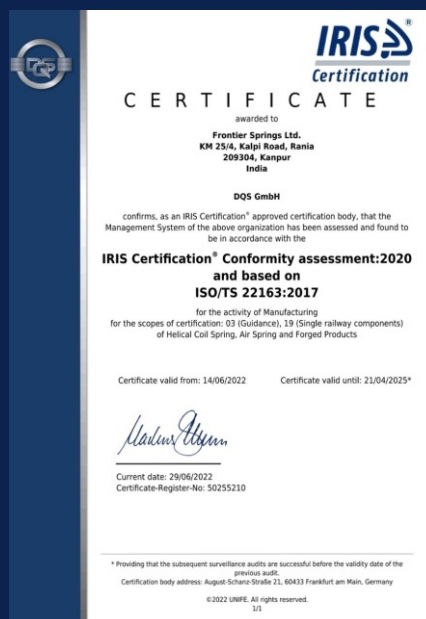 DQS
IRIS®
Certification
CERTIFICATE
awarded to
Frontier Springs Ltd.
KM 25/4, Kalpi Road, Rania
209304, Kanpur
India
DQS GmbH
confirms, as an IRIS Certification® approved certification body, that the
Management System of the above organization has been assessed and found to
be in accordance with the
IRIS Certification® Conformity assessment:2020
and based on
ISO/TS 22163:2017
for the activity of Manufacturing
for the scopes of certification: 03 (Guidance), 19 (Single railway components)
of Helical Coil Spring, Air Spring and Forged Products
Certificate valid from: 14/06/2022 Certificate valid until: 21/04/2025*
Current date: 29/06/2022
Certificate-Register-No: 50255210
* Providing that the subsequent surveillance audits are successful before the validity date of the
previous audit.
Certification body address: August-Schanz-Straße 21, 60433 Frankfurt am Main, Germany
©2022 UNIFE. All rights reserved.
1/1